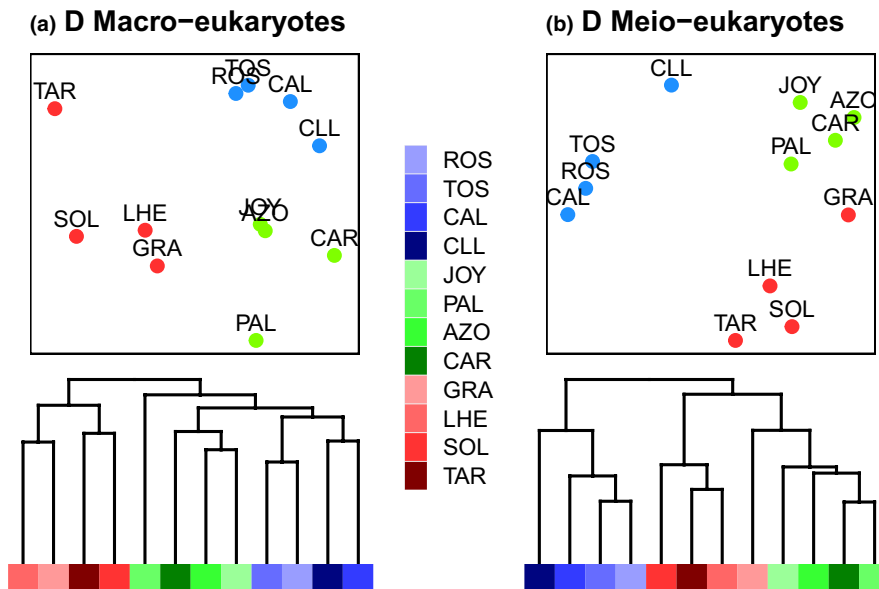 (a) D Macro−eukaryotes
TOS
ROS
TAR
CAL
CLL
JOY
SOL
LHE
AZO
CAR
GRA
PAL
ROS
TOS
CAL
CLL
JOY
PAL
AZO
CAR
GRA
LHE
SOL
TAR
(b) D Meio−eukaryotes
CLL
JOY
AZO
CAR
TOS
PAL
ROS
CAL
GRA
LHE
SOL
TAR